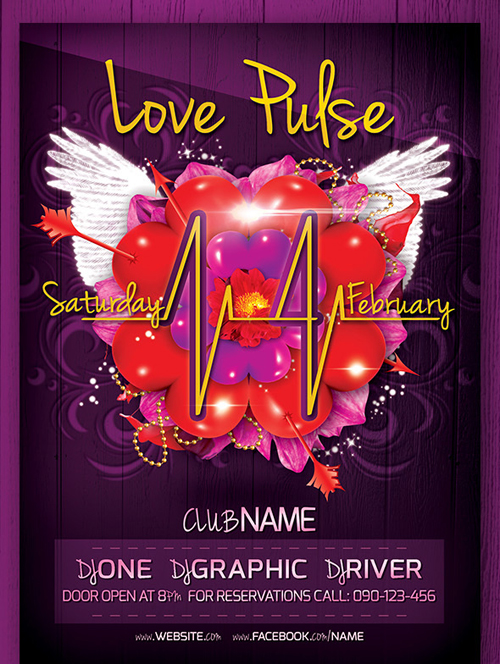 Love Pulse
Saturday 14 February
CLUBNAME
DJONE DJGRAPHIC DJRIVER
DOOR OPEN AT 8Pm FOR RESERVATIONS CALL: 090-123-456
www.WEBSITE.com www.FACEBOOK.com/NAME